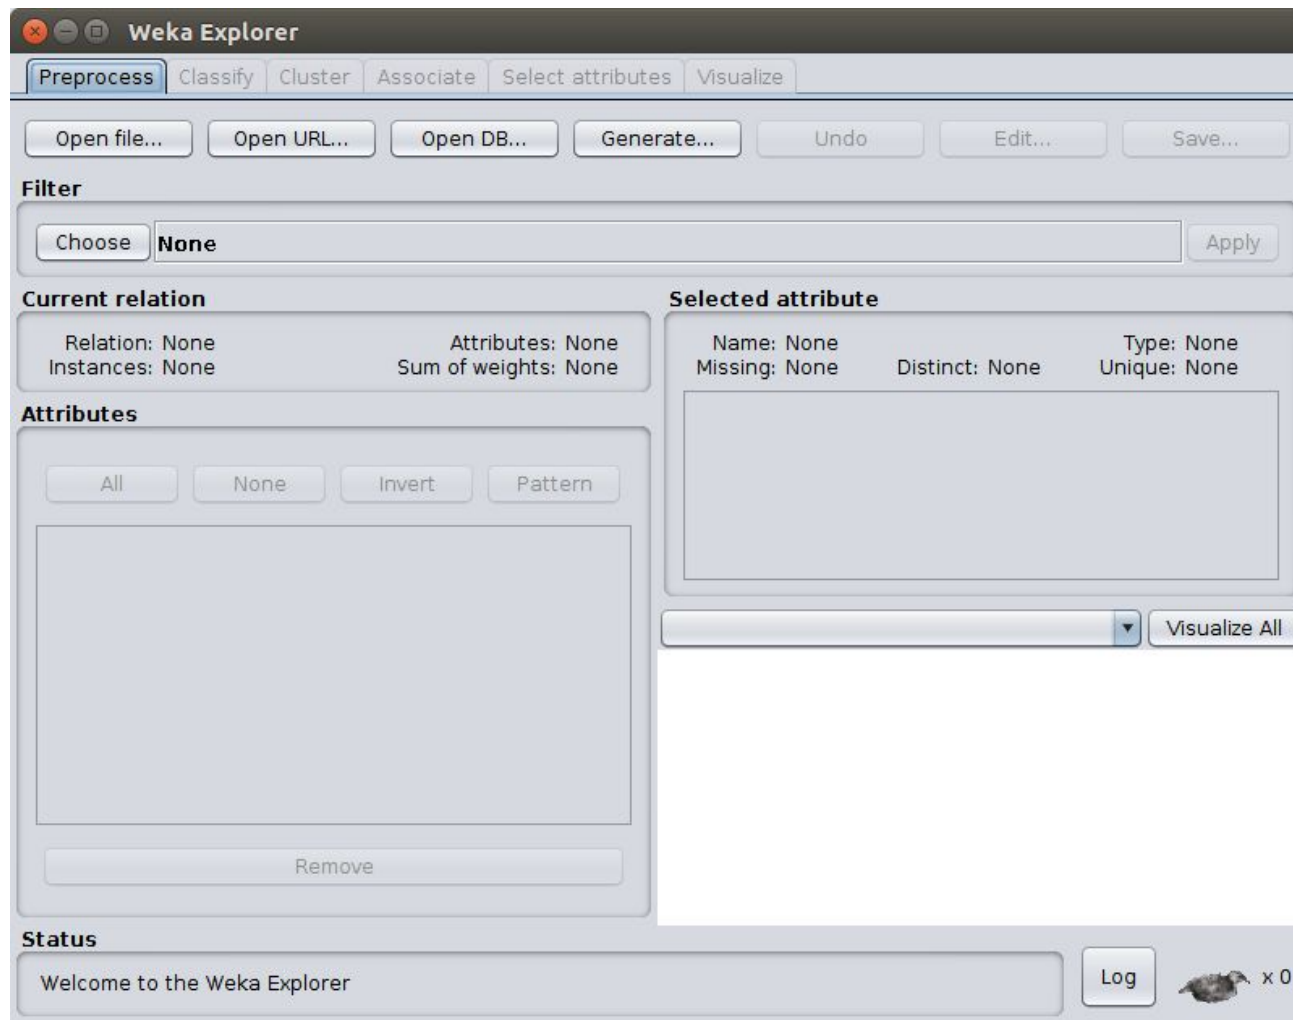 Weka Explorer
Preprocess Classify Cluster Associate Select attributes Visualize
Open file... Open URL... Open DB... Generate... Undo Edit... Save...
Filter
Choose None Apply
Current relation
Relation: None Attributes: None
Instances: None Sum of weights: None
Selected attribute
Name: None Type: None
Missing: None Distinct: None Unique: None
Attributes
All None Invert Pattern
Remove
Visualize All
Status
Welcome to the Weka Explorer
Log x 0